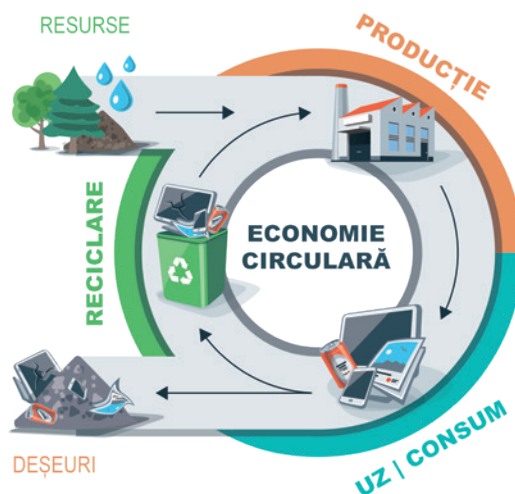 RESURSE
PRODUCȚIE
RECICLARE
ECONOMIE
CIRCULARĂ
DEȘEURI
UZ | CONSUM